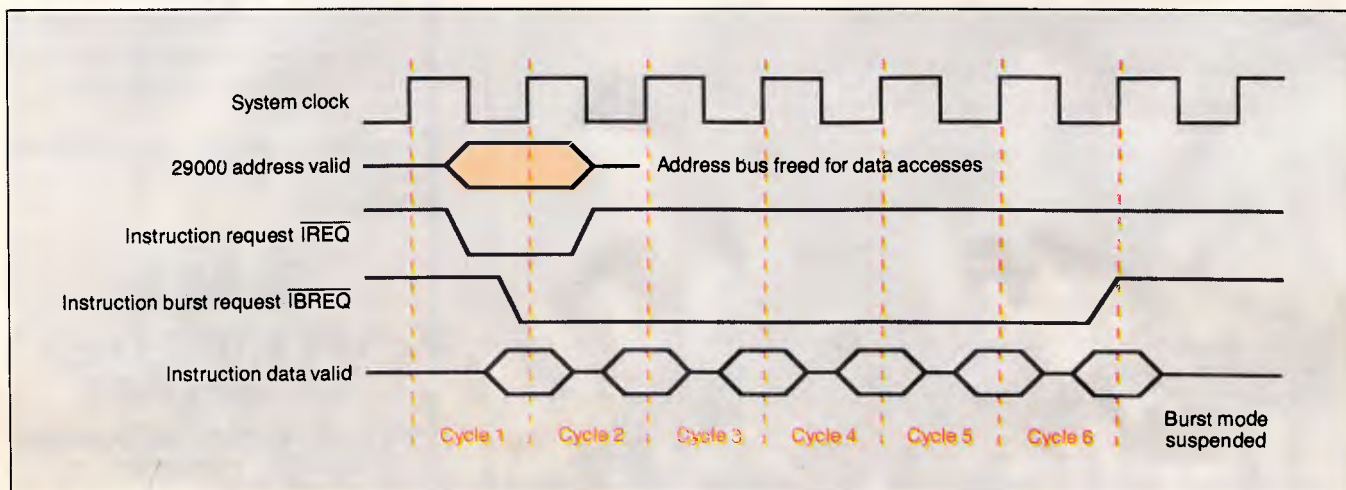 System clock
29000 address valid
Address bus freed for data accesses
Instruction request IREQ
Instruction burst request IBREQ
Instruction data valid
Cycle 1 Cycle 2 Cycle 3 Cycle 4 Cycle 5 Cycle 6
Burst mode
suspended